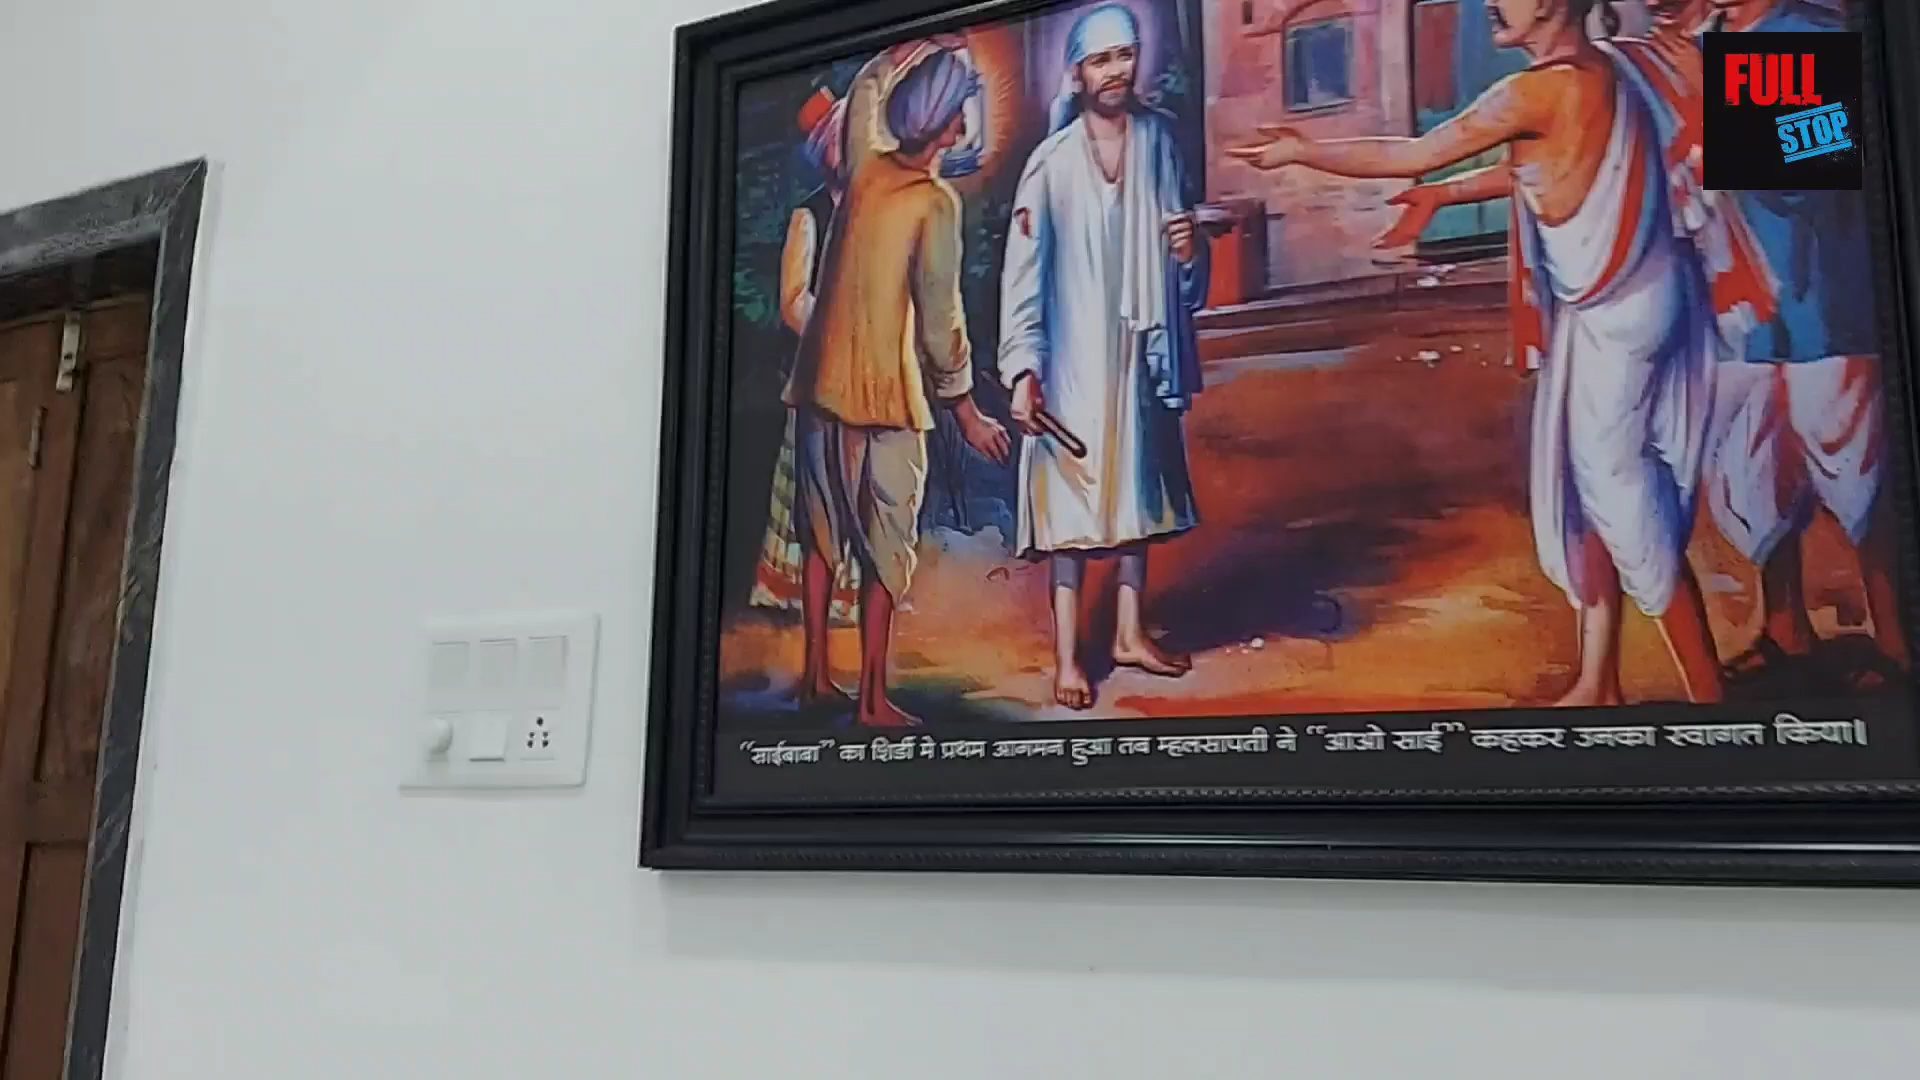 FULL
STOP
“साईबाबा” का शिर्डी मे प्रथम आगमन हुआ तब म्हलसापती ने “आओ साई” कहकर उनका स्वागत किया।